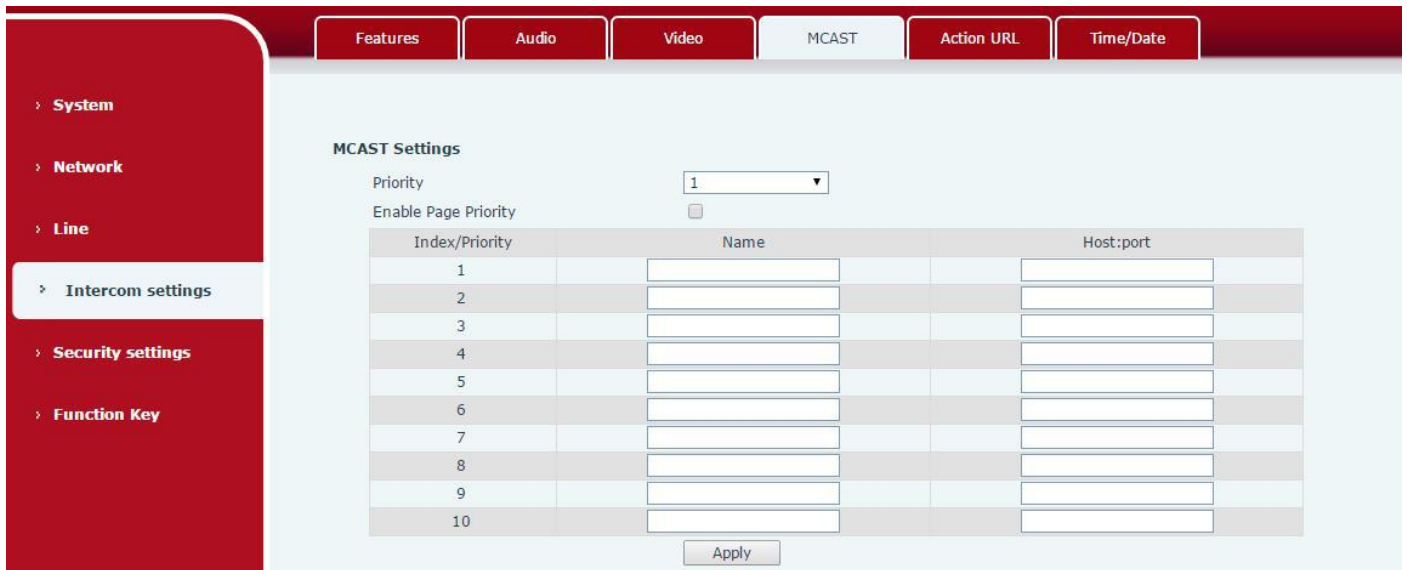 Features Audio Video MCAST Action URL Time/Date
System
Network
Line
Intercom settings
Security settings
Function Key
MCAST Settings
Priority 1
Enable Page Priority
Index/Priority Name Host:port
1
2
3
4
5
6
7
8
9
10
Apply